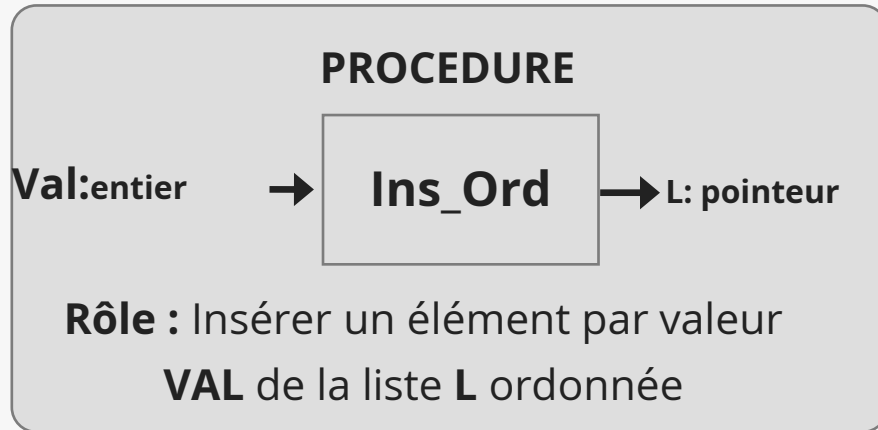 PROCEDURE
Val:entier
Ins_Ord
L: pointeur
Rôle : Insérer un élément par valeur
VAL de la liste L ordonnée